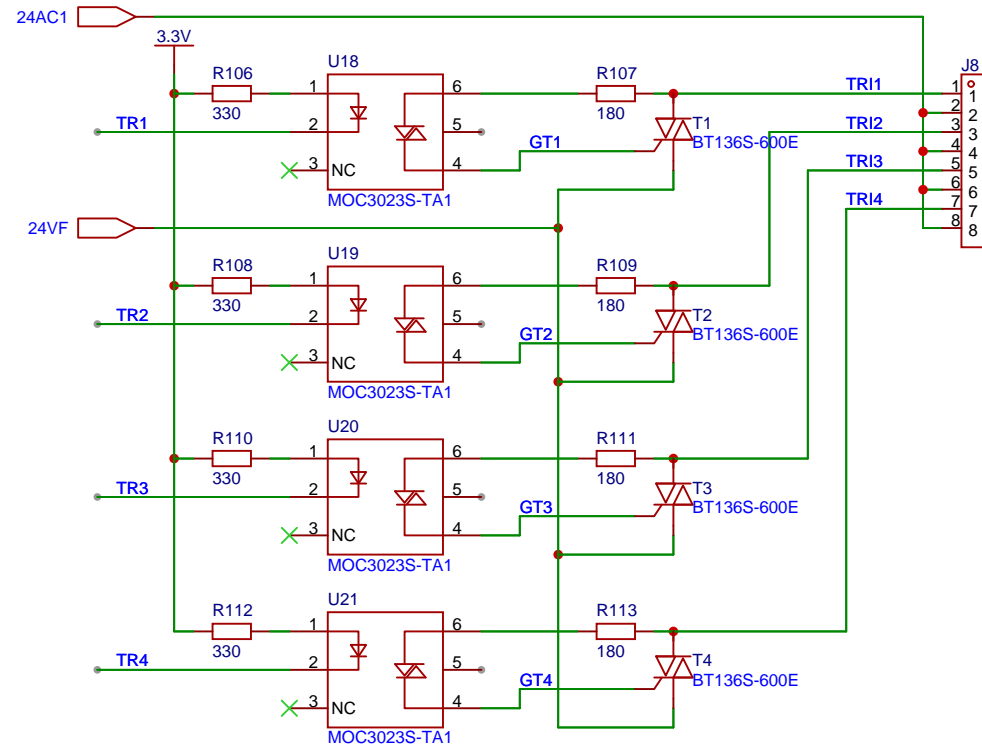 24AC1
3.3V
U18
J8
R106
1
6
R107
TRI1
1
1
330
180
2
2
TR1
2
5
T1
TRI2
3
3
GT1
BT136S-600E
4
4
3
NC
4
TRI3
5
5
6
6
MOC3023S-TA1
TRI4
7
7
24VF
8
8
U19
R108
1
6
R109
330
180
TR2
2
5
T2
GT2
BT136S-600E
3
NC
4
MOC3023S-TA1
U20
R110
1
6
R111
330
180
TR3
2
5
T3
GT3
BT136S-600E
3
NC
4
MOC3023S-TA1
U21
R112
1
6
R113
330
180
TR4
2
5
T4
GT4
BT136S-600E
3
NC
4
MOC3023S-TA1